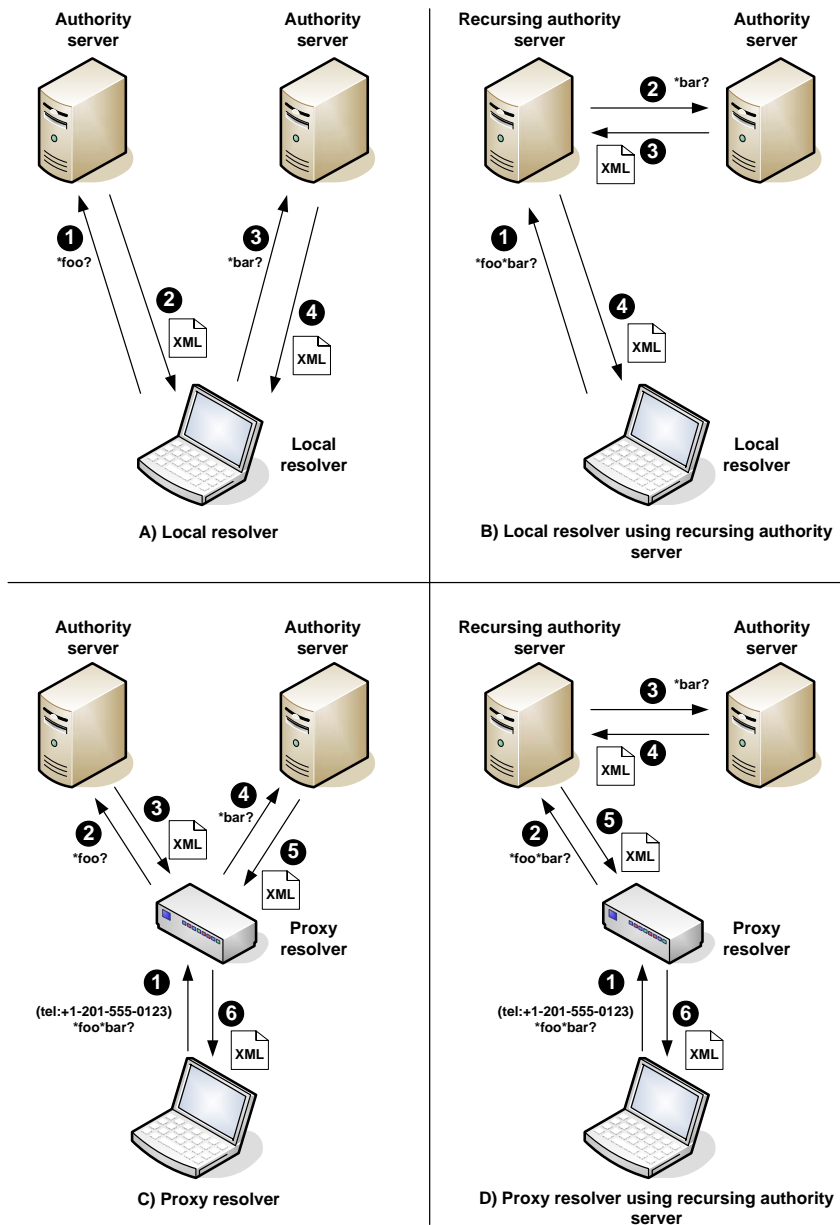 Authority
server
Authority
server
1
*foo?
2
XML
3
*bar?
4
XML
Local
resolver
A) Local resolver
Recursing authority
server
Authority
server
2
*bar?
3
XML
1
*foo*bar?
4
XML
Local
resolver
B) Local resolver using recursing authority
server
Authority
server
Authority
server
3
XML
2
*foo?
4
*bar?
5
XML
Proxy
resolver
1
(tel:+1-201-555-0123)
*foo*bar?
6
XML
C) Proxy resolver
Recursing authority
server
Authority
server
3
*bar?
4
XML
2
*foo*bar?
5
XML
Proxy
resolver
1
(tel:+1-201-555-0123)
*foo*bar?
6
XML
D) Proxy resolver using recursing authority
server